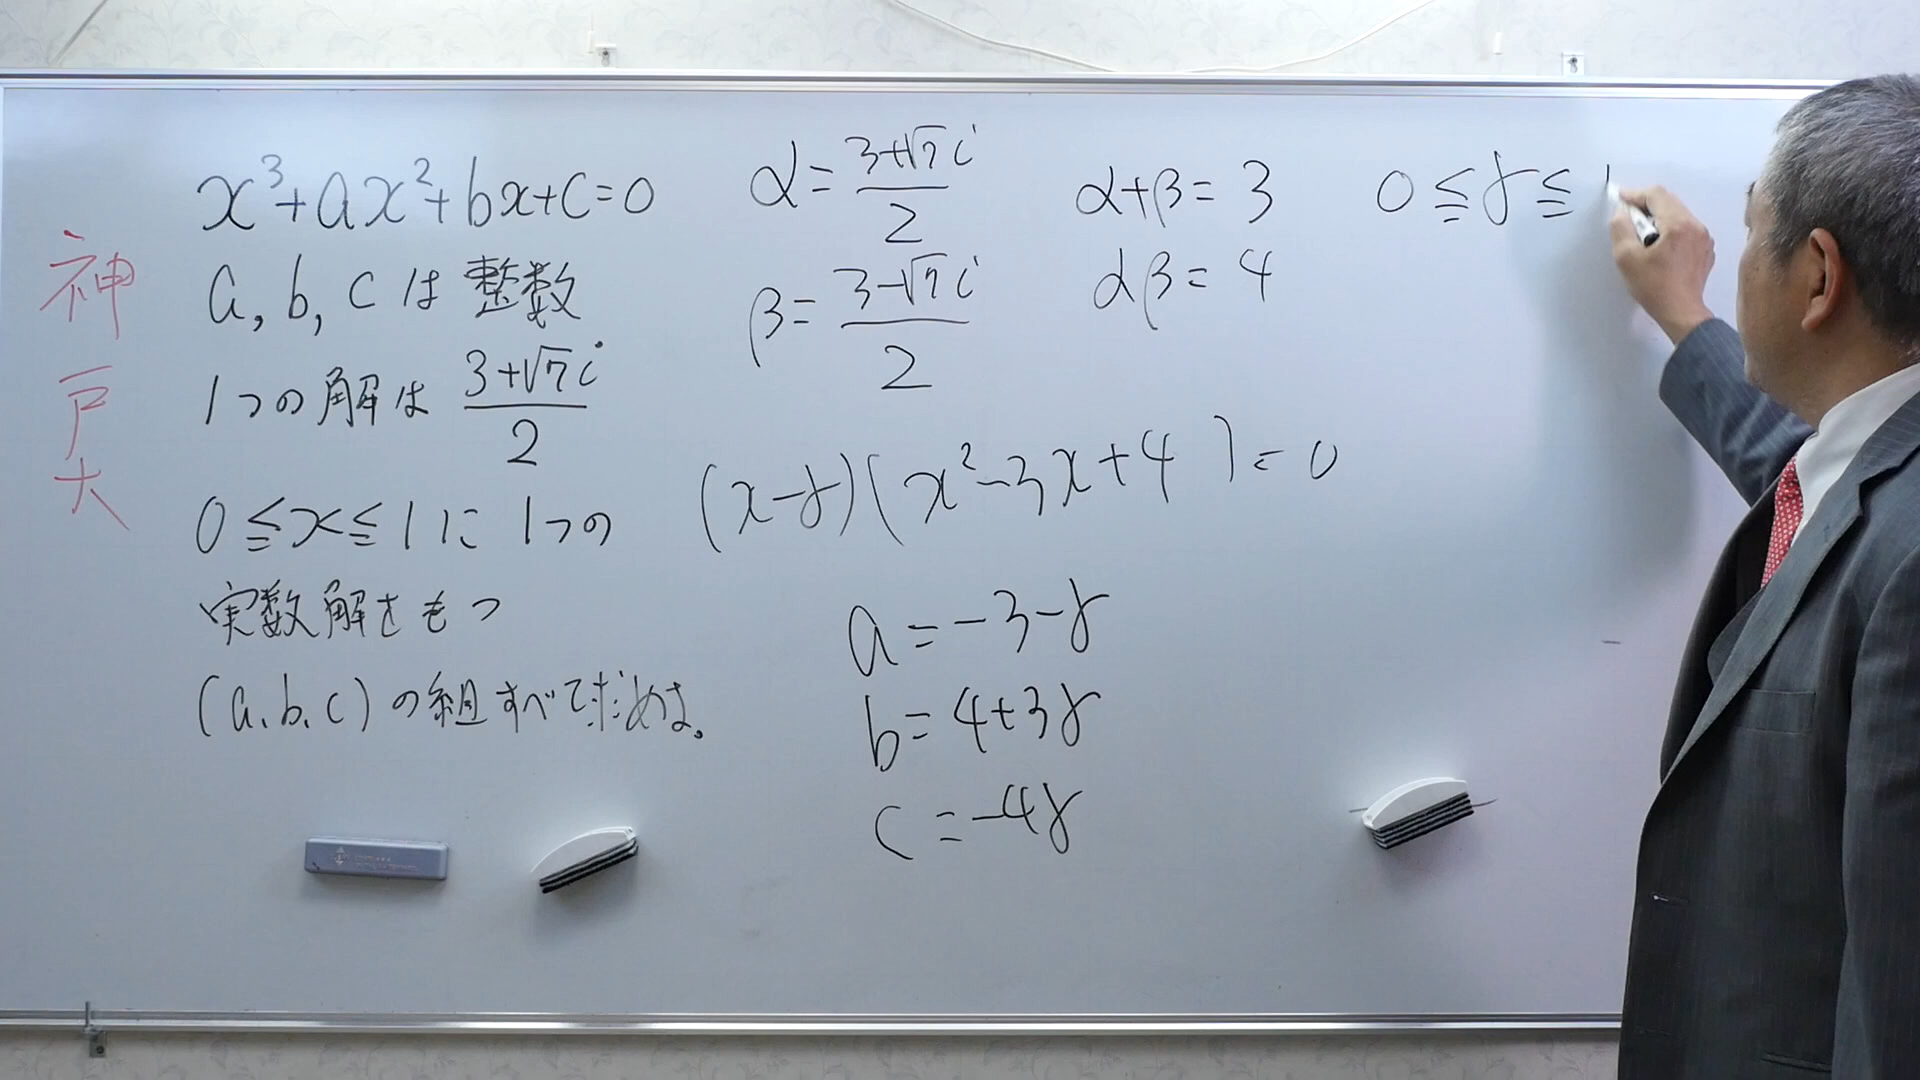 神戸大
x³+ax²+bx+c=0
a, b, c は 整数
1つの解は (3+√7i)/2
0≦x≦1に1つの
実数解をもつ
(a,b,c)の組すべて求めよ。
α=(3+√7i)/2
β=(3-√7i)/2
α+β=3
αβ=4
(x-γ)(x²-3x+4)=0
a=-3-γ
b=4+3γ
c=-4γ
0≦γ≦1